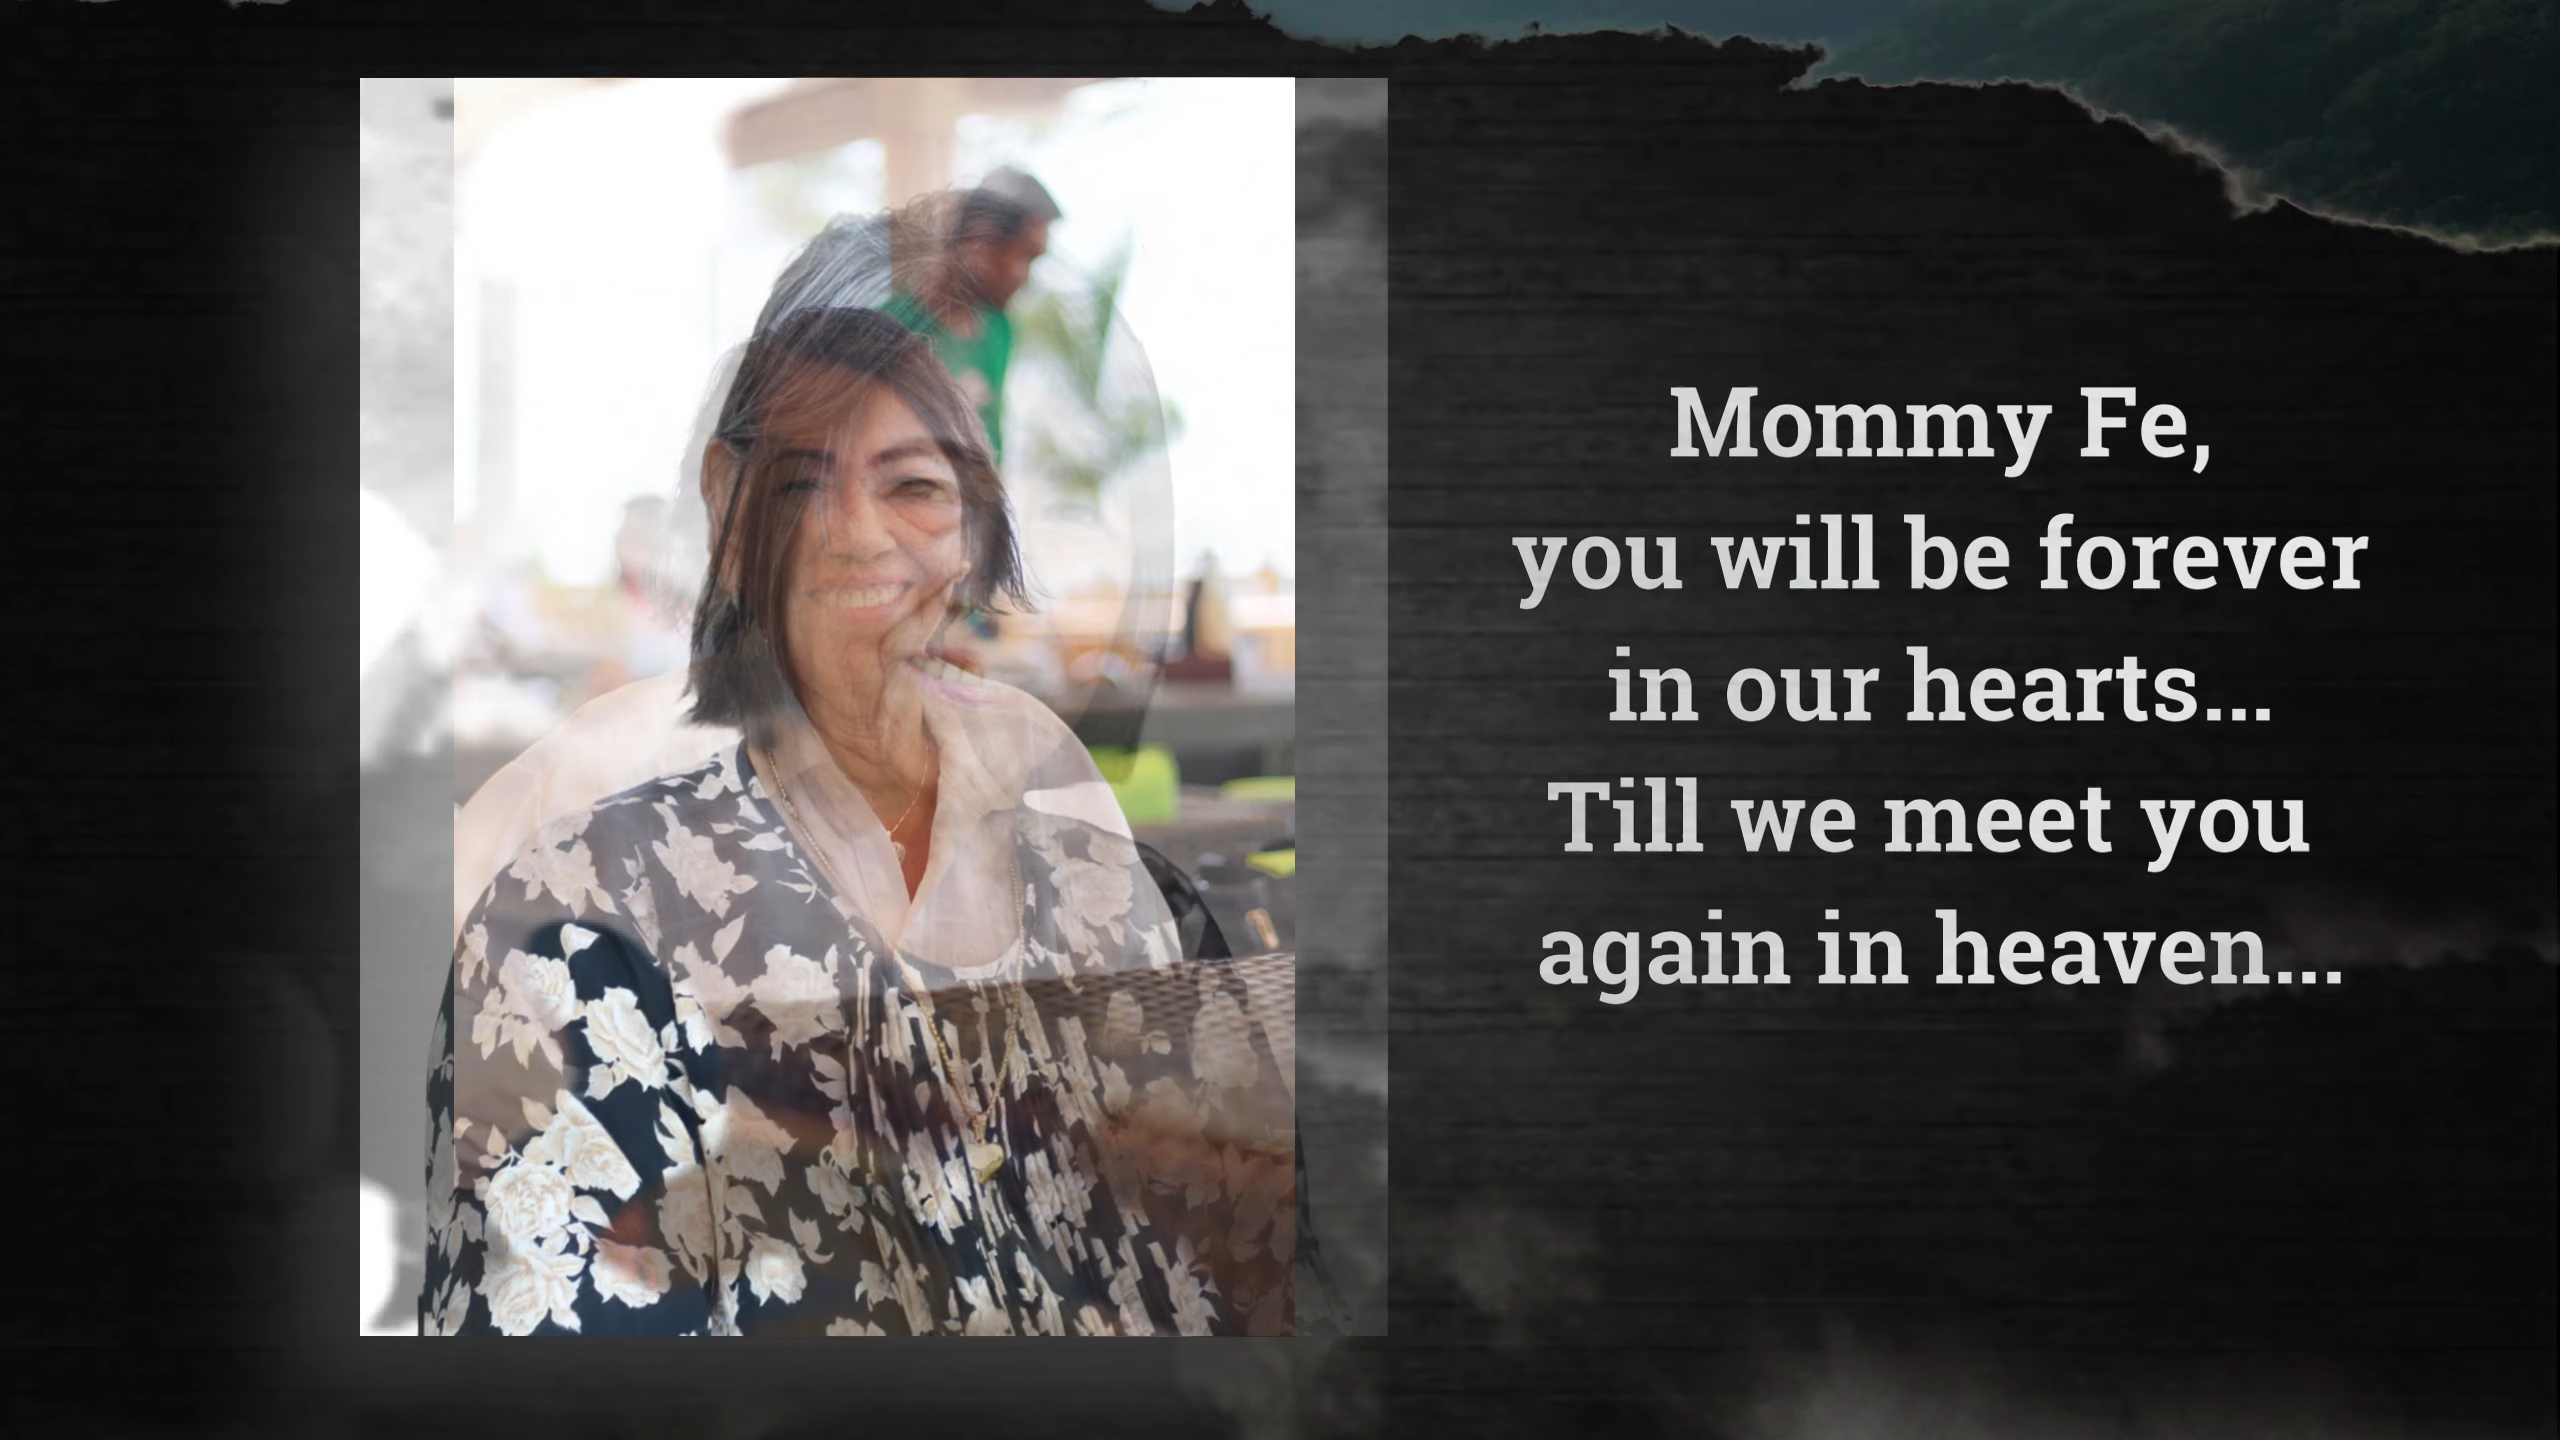 Mommy Fe,
you will be forever
in our hearts...
Till we meet you
again in heaven...